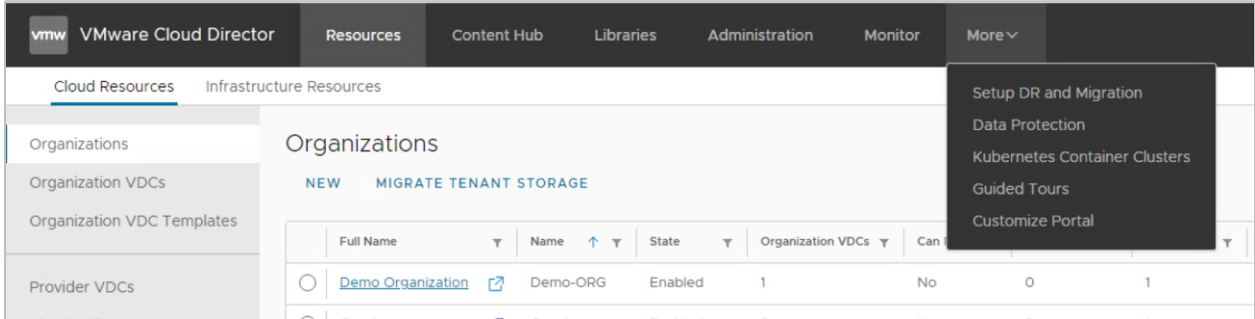 vmw VMware Cloud Director Resources Content Hub Libraries Administration Monitor More
Cloud Resources Infrastructure Resources
Setup DR and Migration
Data Protection
Kubernetes Container Clusters
Guided Tours
Customize Portal
Organizations
Organization VDCs
Organization VDC Templates
Provider VDCs
Organizations
NEW MIGRATE TENANT STORAGE
Full Name Name State Organization VDCs Can
Demo Organization Demo-ORG Enabled 1 No 0 1